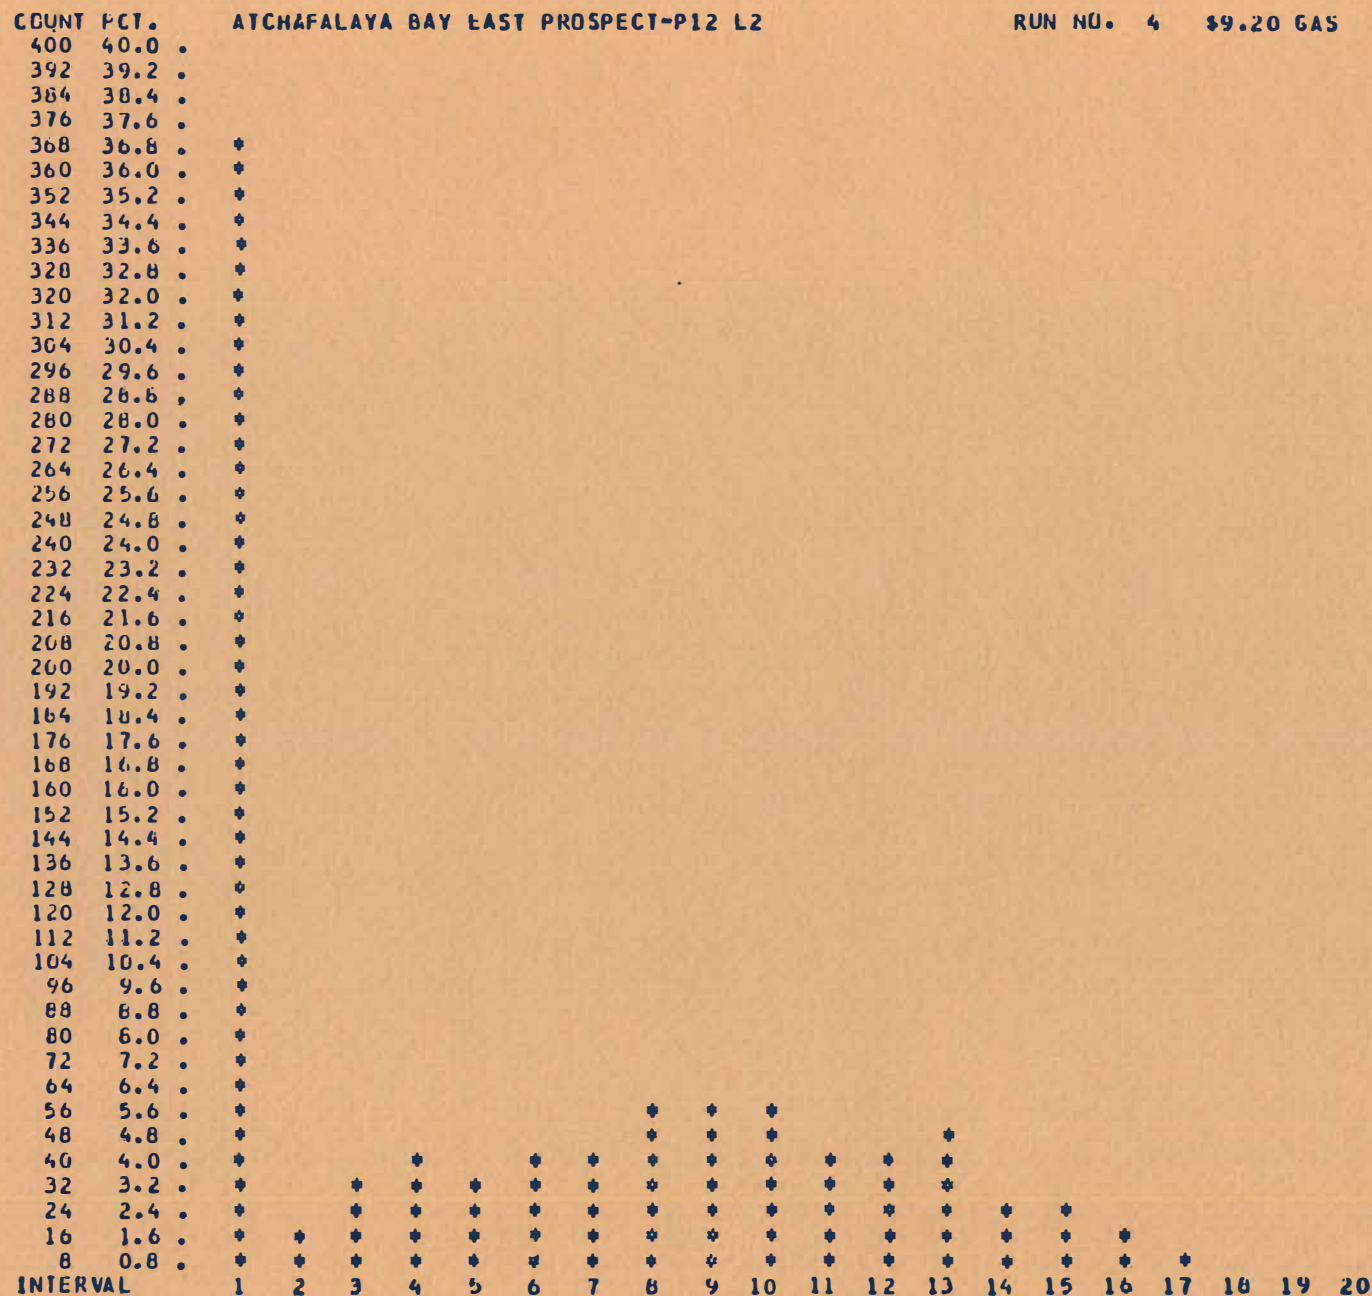 COUNT PCT. ATCHAFALAYA BAY EAST PROSPECT-P12 L2 RUN NO. 4 $9.20 GAS
400 40.0 .
392 39.2 .
384 38.4 .
376 37.6 .
368 36.8 . *
360 36.0 . *
352 35.2 . *
344 34.4 . *
336 33.6 . *
328 32.8 . *
320 32.0 . *
312 31.2 . *
304 30.4 . *
296 29.6 . *
288 28.8 . *
280 28.0 . *
272 27.2 . *
264 26.4 . *
256 25.6 . *
248 24.8 . *
240 24.0 . *
232 23.2 . *
224 22.4 . *
216 21.6 . *
208 20.8 . *
200 20.0 . *
192 19.2 . *
184 18.4 . *
176 17.6 . *
168 16.8 . *
160 16.0 . *
152 15.2 . *
144 14.4 . *
136 13.6 . *
128 12.8 . *
120 12.0 . *
112 11.2 . *
104 10.4 . *
96 9.6 . *
88 8.8 . *
80 8.0 . *
72 7.2 . *
64 6.4 . *
56 5.6 . * * * *
48 4.8 . * * * * *
40 4.0 . * * * * * * * * * *
32 3.2 . * * * * * * * * * * * *
24 2.4 . * * * * * * * * * * * * * *
16 1.6 . * * * * * * * * * * * * * * * *
8 0.8 . * * * * * * * * * * * * * * * * *
INTERVAL 1 2 3 4 5 6 7 8 9 10 11 12 13 14 15 16 17 18 19 20